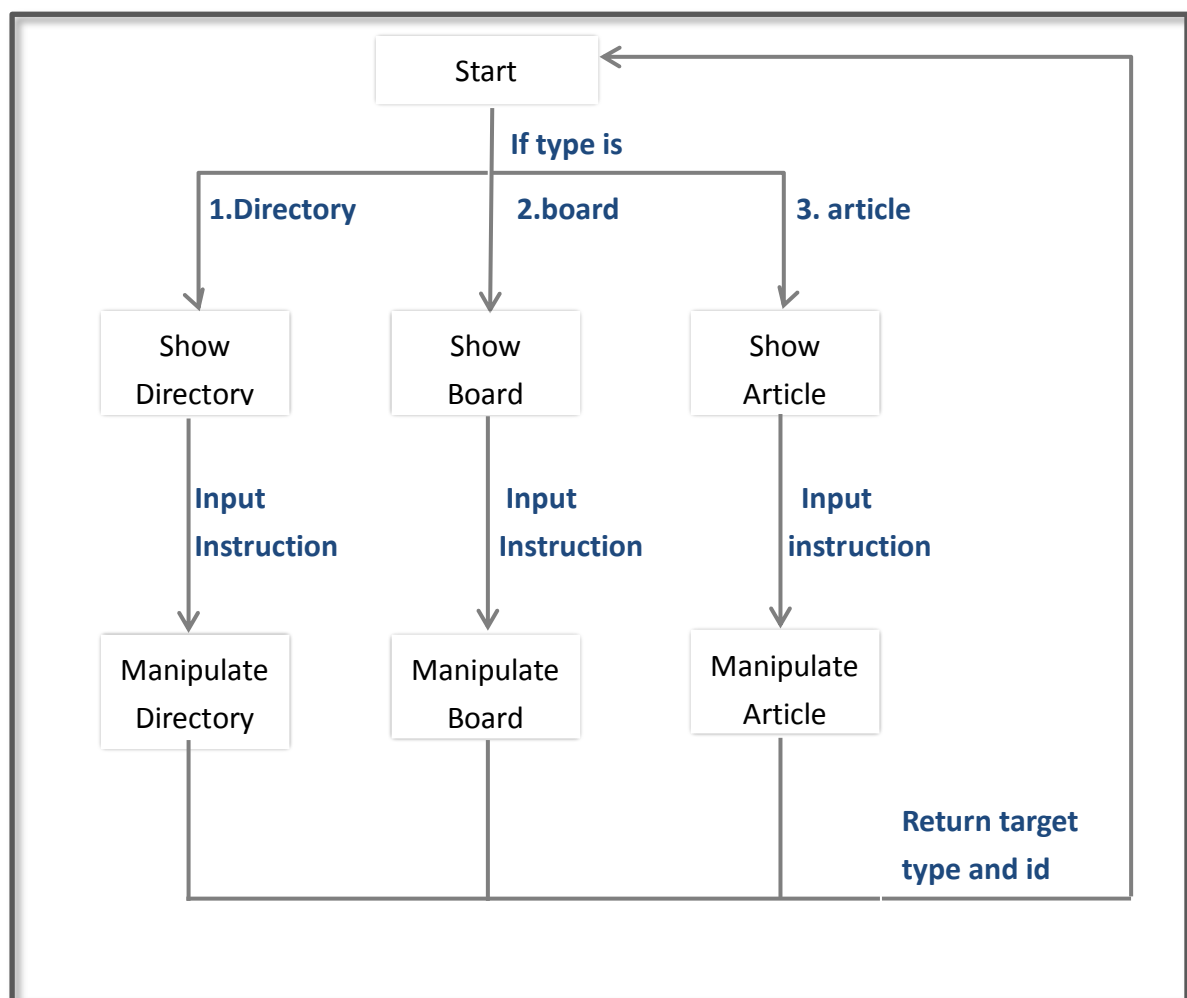 Start
If type is
1.Directory
2.board
3. article
Show
Directory
Show
Board
Show
Article
Input
Instruction
Input
Instruction
Input
instruction
Manipulate
Directory
Manipulate
Board
Manipulate
Article
Return target
type and id